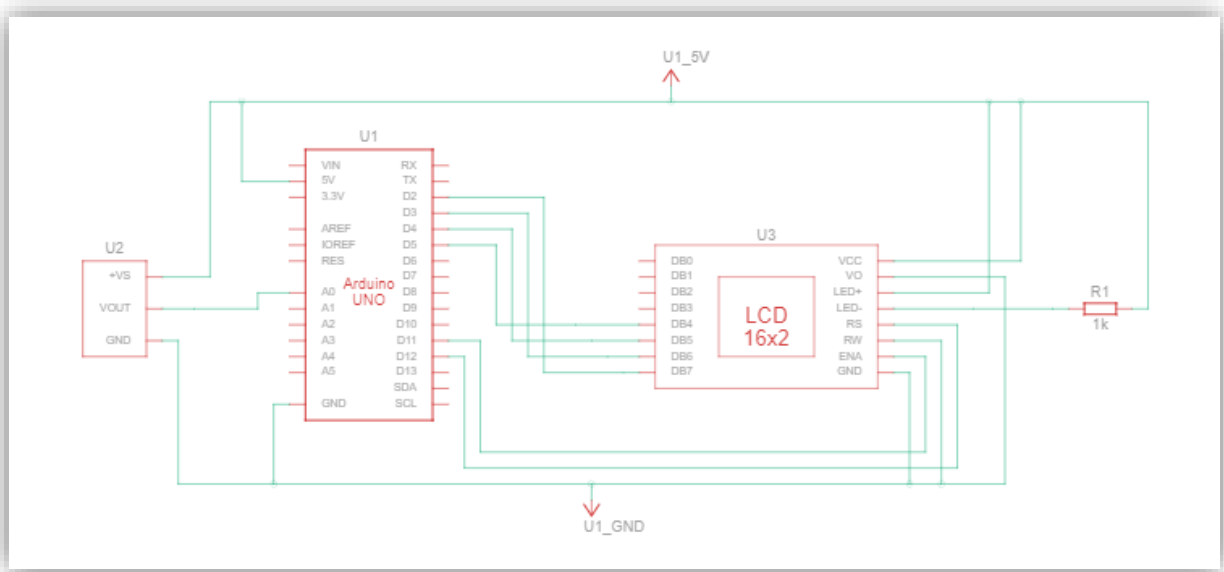 U1_5V
U1
VIN
5V
3.3V
AREF
IOREF
RES
A0
A1
A2
A3
A4
A5
GND
Arduino
UNO
RX
TX
D2
D3
D4
D5
D6
D7
D8
D9
D10
D11
D12
D13
SDA
SCL
U2
+VS
VOUT
GND
U3
DB0
DB1
DB2
DB3
DB4
DB5
DB6
DB7
LCD
16x2
VCC
VO
LED+
LED-
RS
RW
ENA
GND
R1
1k
U1_GND